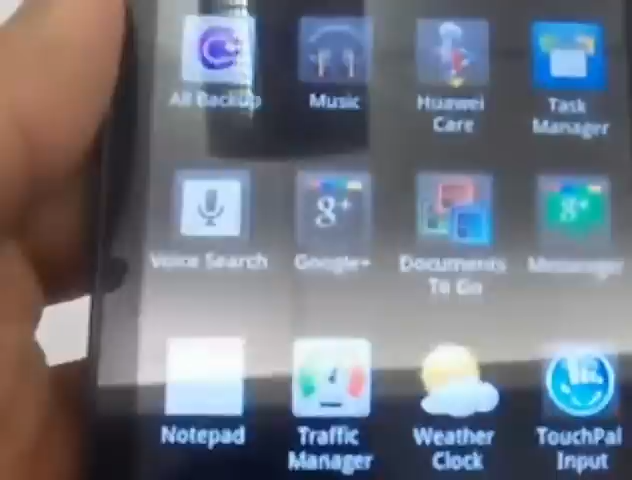 All Backup
Music
Huawei
Care
Task
Manager
Voice Search
g+
Google+
Documents
To Go
g+
Messenger
Notepad
Traffic
Manager
Weather
Clock
TouchPal
Input